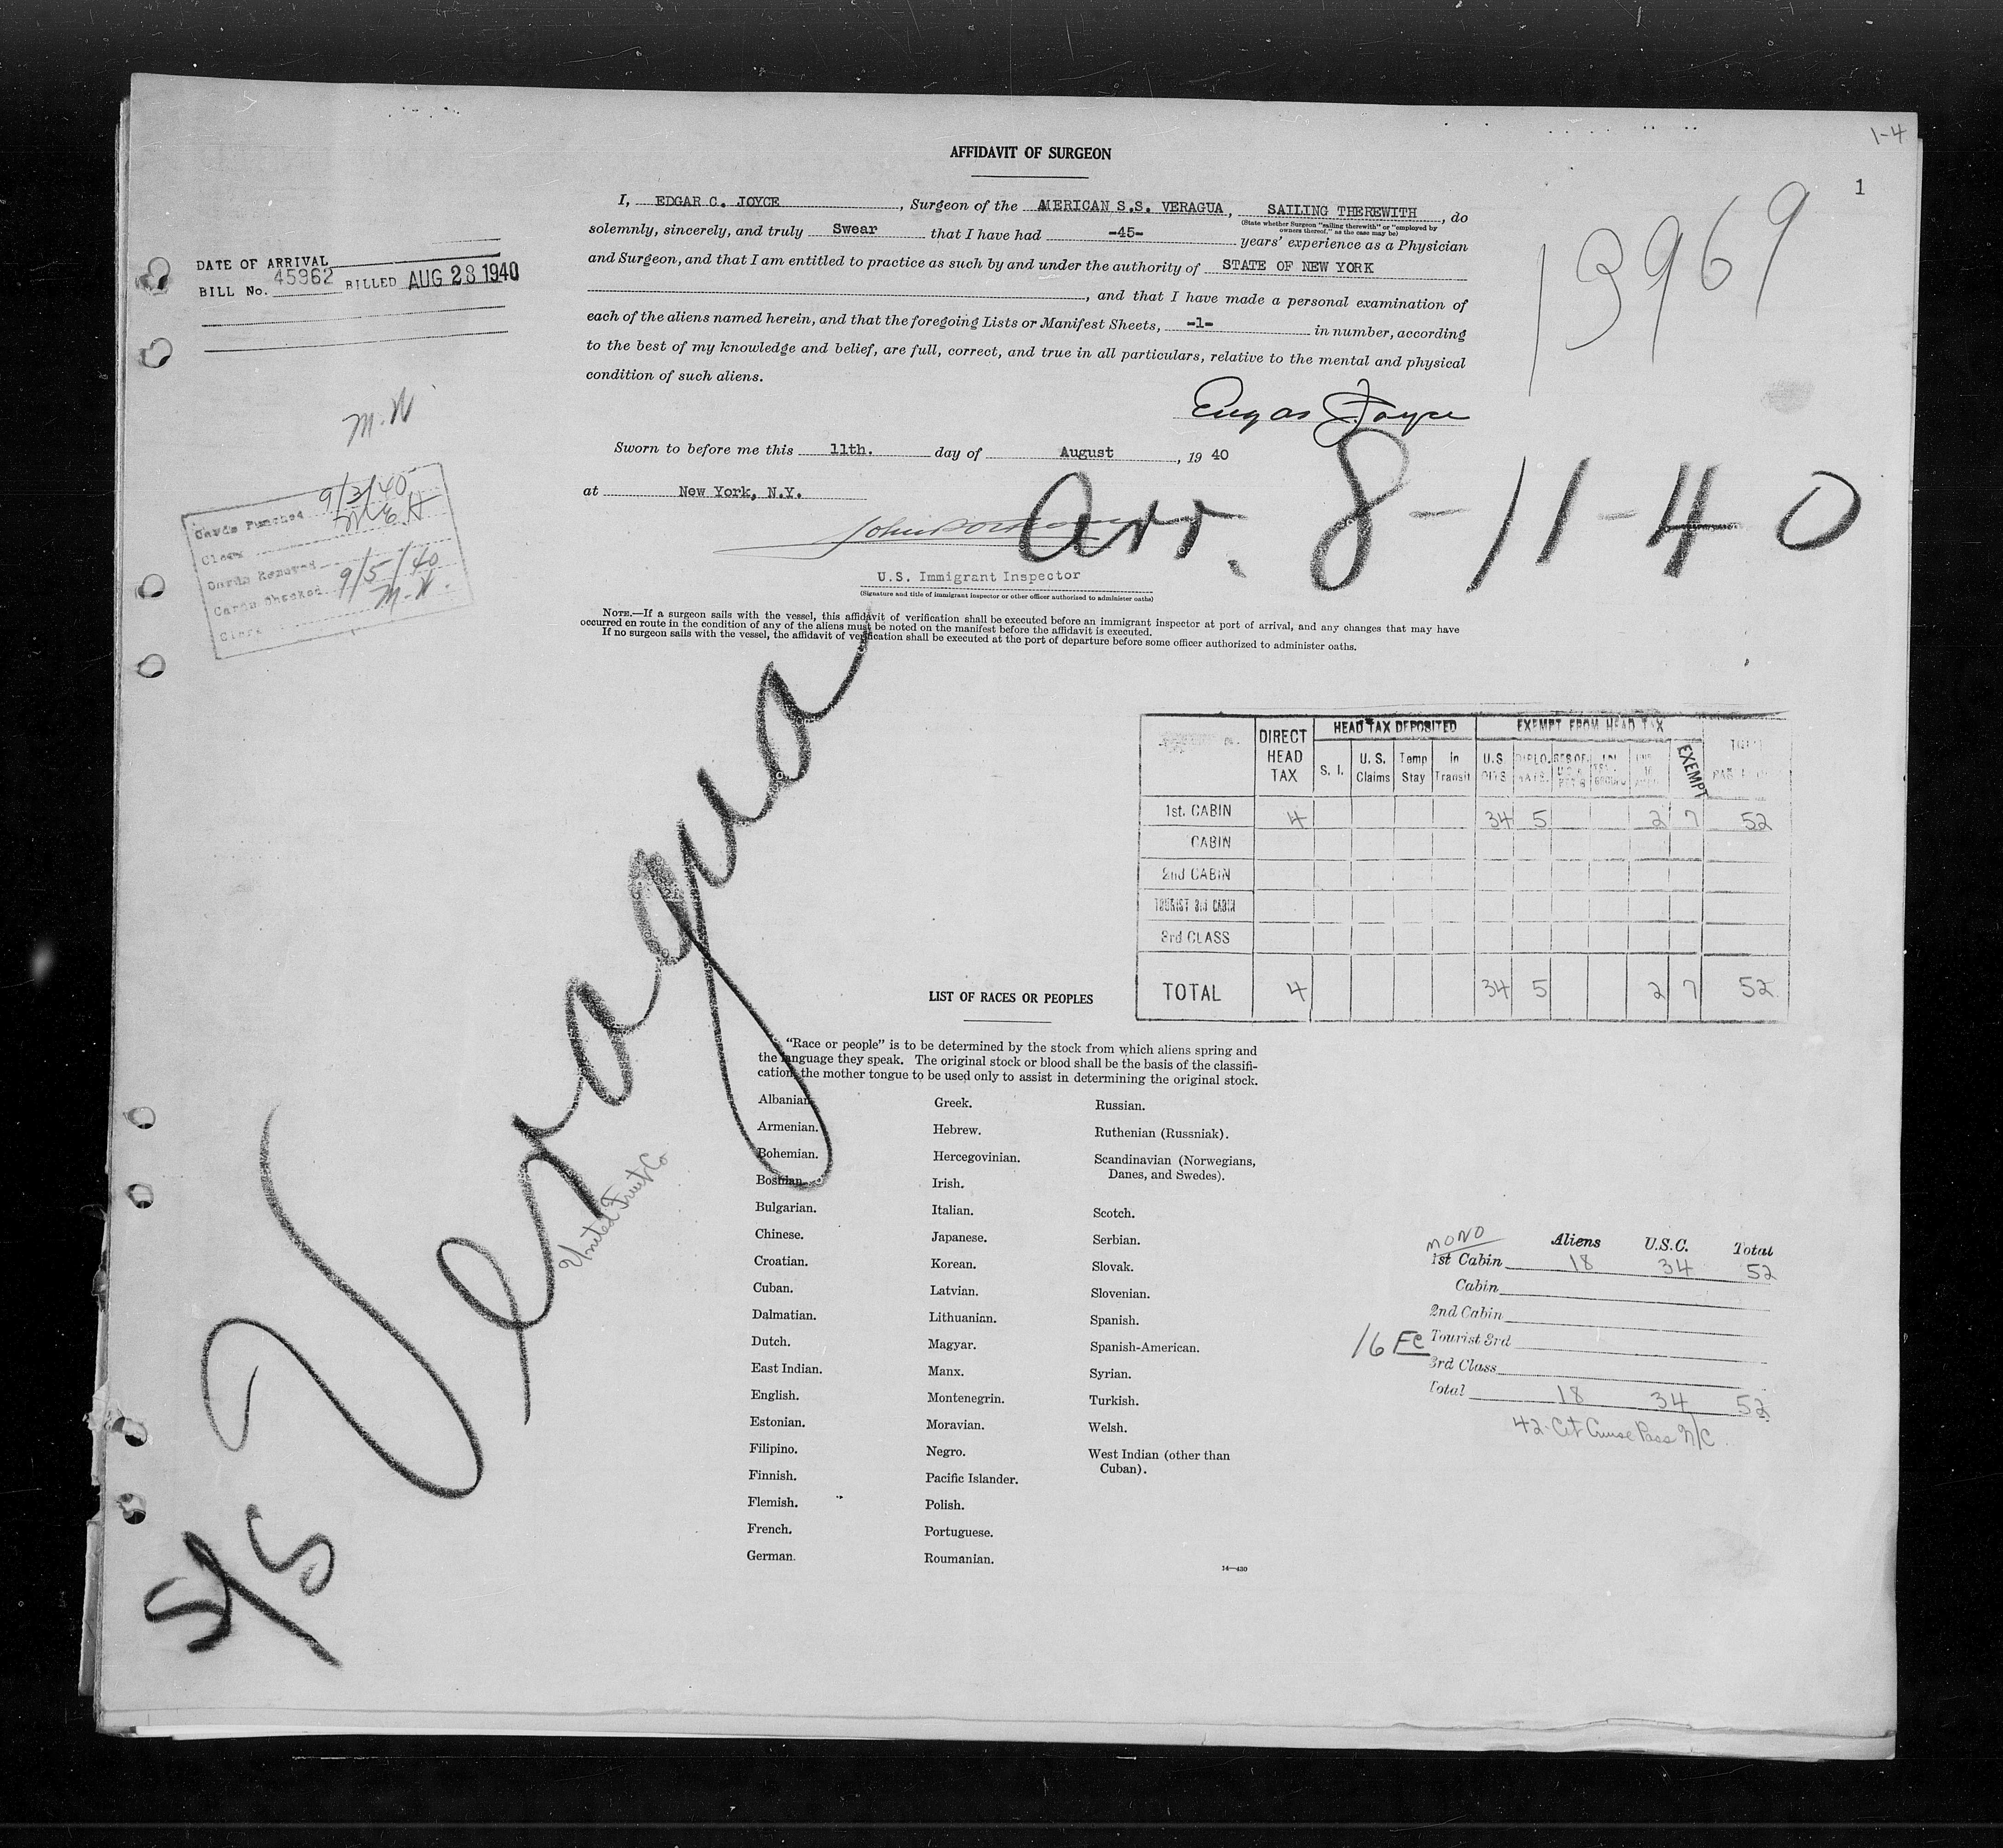 1-4
1
AFFIDAVIT OF SURGEON
I, EDGAR C. JOYCE, Surgeon of the AMERICAN S.S. VERAGUA, SAILING THEREWITH, do
(State whether Surgeon "sailing therewith" or "employed by
owners thereof," as the case may be)
solemnly, sincerely, and truly Swear that I have had -45- years' experience as a Physician
and Surgeon, and that I am entitled to practice as such by and under the authority of STATE OF NEW YORK
, and that I have made a personal examination of
each of the aliens named herein, and that the foregoing Lists or Manifest Sheets, -1- in number, according
to the best of my knowledge and belief, are full, correct, and true in all particulars, relative to the mental and physical
condition of such aliens.
13969
DATE OF ARRIVAL
BILL No. 45962 BILLED AUG 28 1940
M.W
Joyce
Sworn to before me this 11th. day of August, 19 40
at New York, N.Y.
arr. 8-11-40
U.S. Immigrant Inspector
(Signature and title of immigrant inspector or other officer authorized to administer oaths)
Cards Punched 9/3/40
Clerk
Cards Removed
Cards Checked 9/5/40
Clerk M.W.
NOTE.—If a surgeon sails with the vessel, this affidavit of verification shall be executed before an immigrant inspector at port of arrival, and any changes that may have
occurred en route in the condition of any of the aliens must be noted on the manifest before the affidavit is executed.
If no surgeon sails with the vessel, the affidavit of verification shall be executed at the port of departure before some officer authorized to administer oaths.
S/S Veragua
United Fruit Co
DIRECT HEAD TAX
HEAD TAX DEPOSITED
EXEMPT FROM HEAD TAX
S. I. U.S. Claims Temp Stay In Transit U.S CITS DIPLO. EXEMPT
1st. CABIN 4 34 5 2 7 52
CABIN
2nd CABIN
TOURIST 3rd CABIN
3rd CLASS
TOTAL 4 34 5 2 7 52
LIST OF RACES OR PEOPLES
"Race or people" is to be determined by the stock from which aliens spring and
the language they speak. The original stock or blood shall be the basis of the classifi-
cation, the mother tongue to be used only to assist in determining the original stock.
Albanian.
Armenian.
Bohemian.
Bosnian.
Bulgarian.
Chinese.
Croatian.
Cuban.
Dalmatian.
Dutch.
East Indian.
English.
Estonian.
Filipino.
Finnish.
Flemish.
French.
German.
Greek.
Hebrew.
Hercegovinian.
Irish.
Italian.
Japanese.
Korean.
Latvian.
Lithuanian.
Magyar.
Manx.
Montenegrin.
Moravian.
Negro.
Pacific Islander.
Polish.
Portuguese.
Roumanian.
Russian.
Ruthenian (Russniak).
Scandinavian (Norwegians,
Danes, and Swedes).
Scotch.
Serbian.
Slovak.
Slovenian.
Spanish.
Spanish-American.
Syrian.
Turkish.
Welsh.
West Indian (other than
Cuban).
14—430
MONO
Aliens U.S.C. Total
1st Cabin 18 34 52
Cabin
2nd Cabin
16 Tourist 3rd
3rd Class
Total 18 34 52
42 Cit Cruise Pass N/C